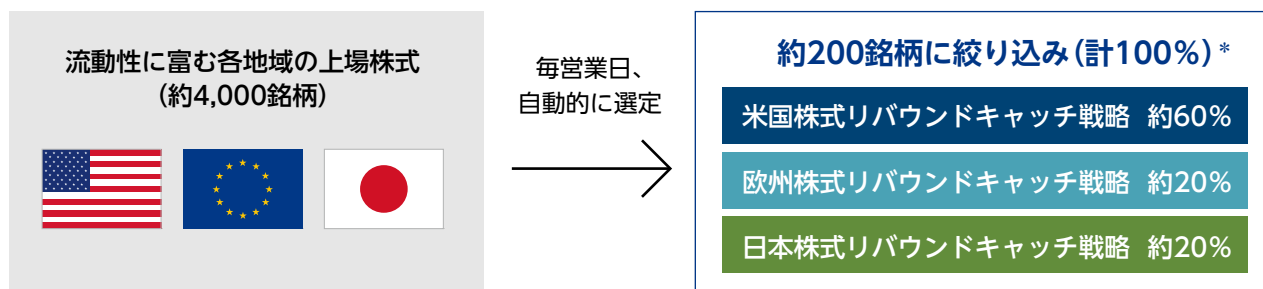 流動性に富む各地域の上場株式
(約4,000銘柄)
毎営業日、
自動的に選定
約200銘柄に絞り込み(計100%)*
米国株式リバウンドキャッチ戦略 約60%
欧州株式リバウンドキャッチ戦略 約20%
日本株式リバウンドキャッチ戦略 約20%